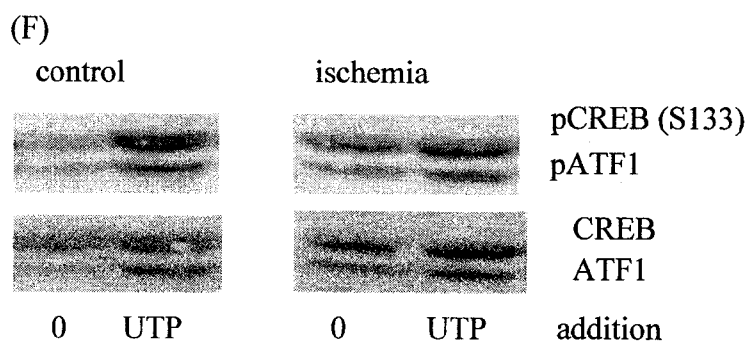 (F)
control ischemia
pCREB (S133)
pATF1
CREB
ATF1
0 UTP 0 UTP addition